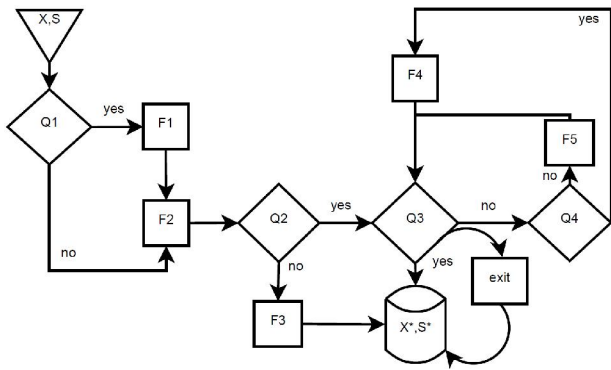 X,S
yes
Q1
yes
F1
F4
F5
no
F2
Q2
yes
Q3
no
Q4
no
no
yes
exit
F3
X*,S*